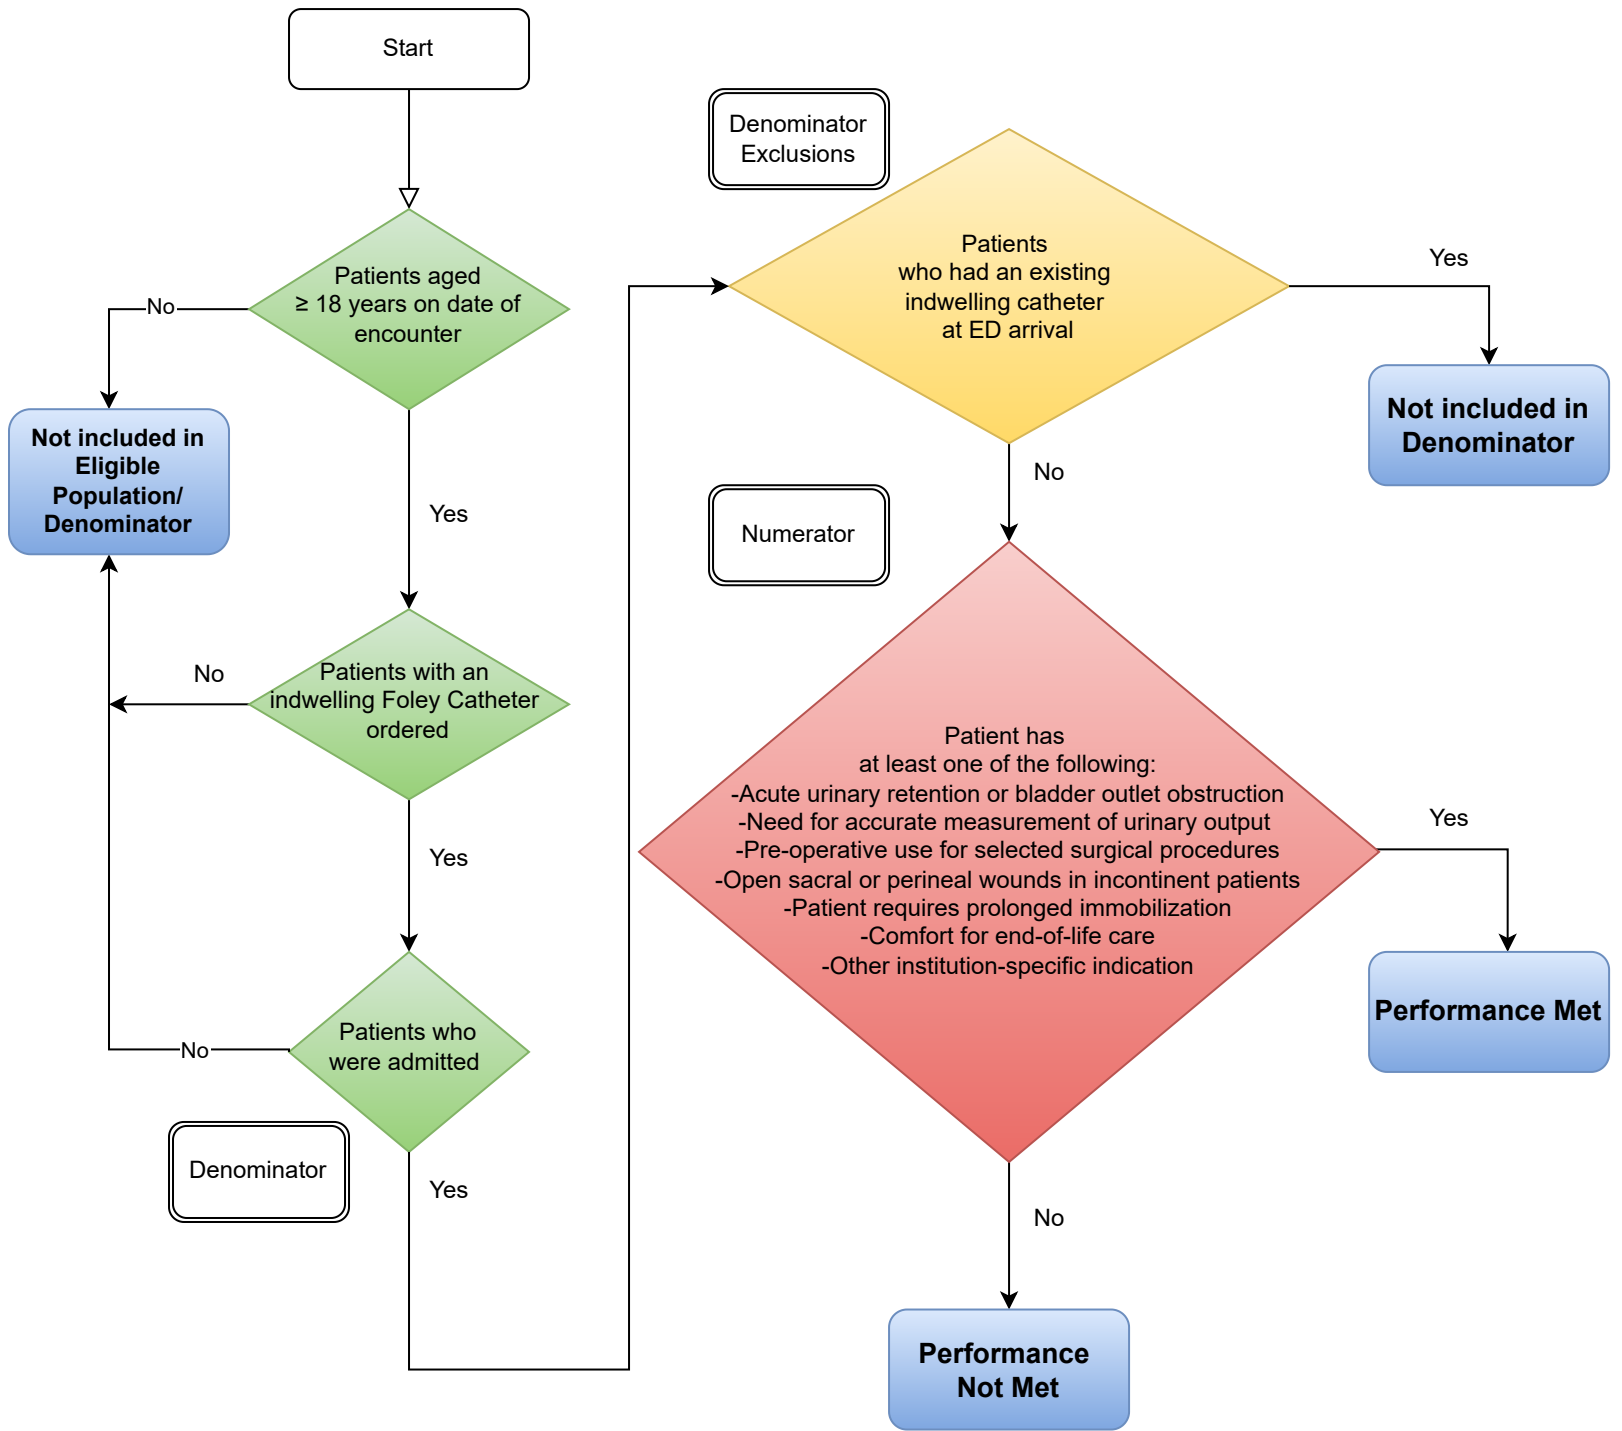 Start
Patients aged
≥ 18 years on date of
encounter
No
Not included in
Eligible
Population/
Denominator
Yes
Patients with an
indwelling Foley Catheter
ordered
No
Yes
Patients who
were admitted
No
Denominator
Yes
Denominator
Exclusions
Patients
who had an existing
indwelling catheter
at ED arrival
Yes
Not included in
Denominator
No
Numerator
Patient has
at least one of the following:
-Acute urinary retention or bladder outlet obstruction
-Need for accurate measurement of urinary output
-Pre-operative use for selected surgical procedures
-Open sacral or perineal wounds in incontinent patients
-Patient requires prolonged immobilization
-Comfort for end-of-life care
-Other institution-specific indication
Yes
Performance Met
No
Performance
Not Met